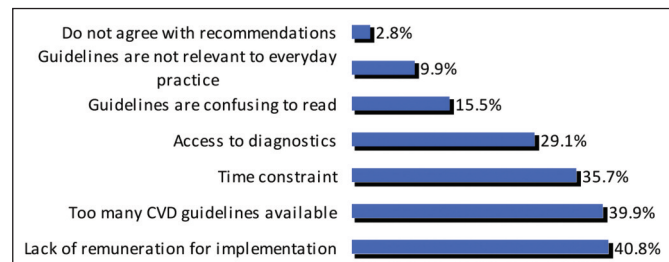 Do not agree with recommendations 2.8%
Guidelines are not relevant to everyday
practice 9.9%
Guidelines are confusing to read 15.5%
Access to diagnostics 29.1%
Time constraint 35.7%
Too many CVD guidelines available 39.9%
Lack of remuneration for implementation 40.8%